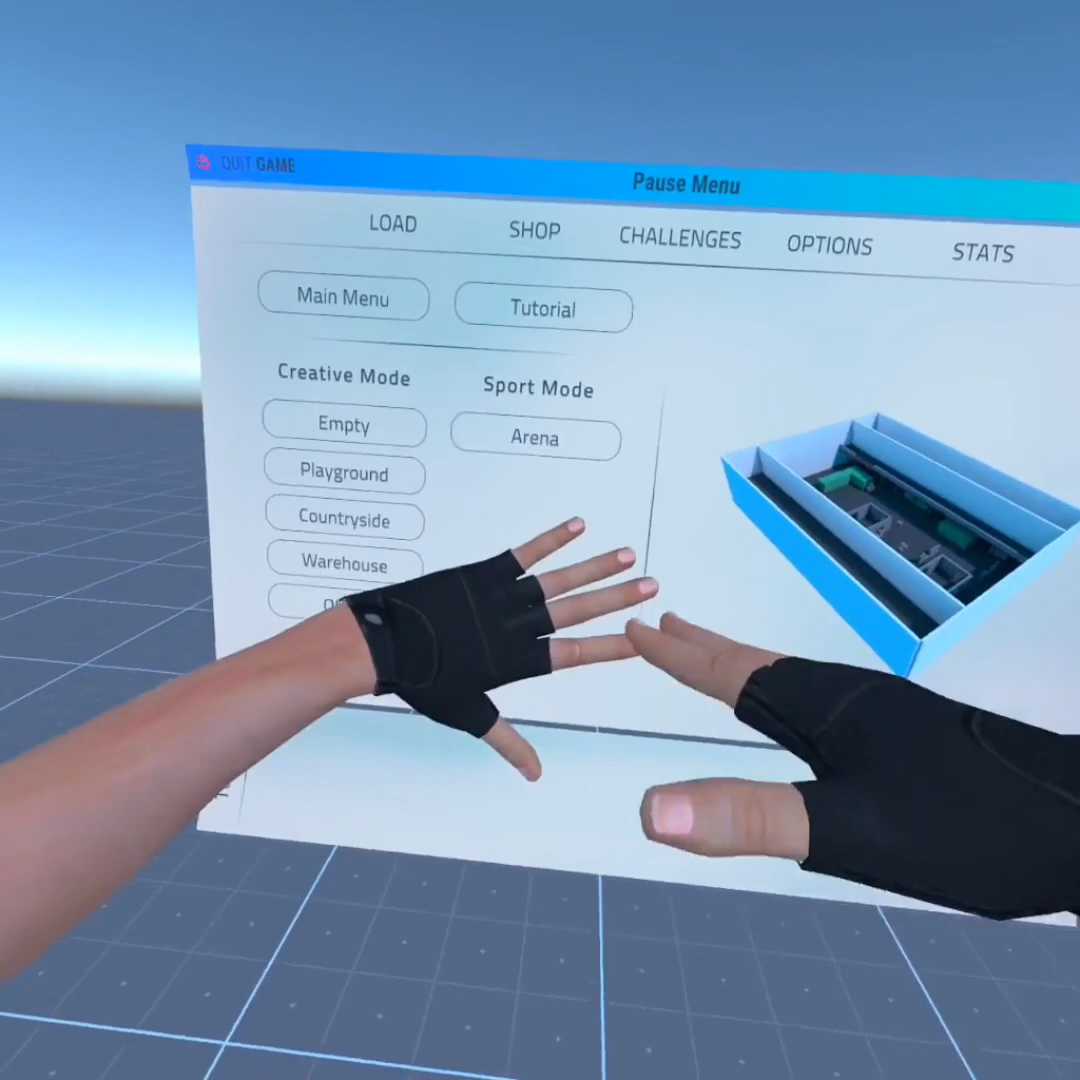 QUIT GAME
Pause Menu
LOAD SHOP CHALLENGES OPTIONS STATS
Main Menu Tutorial
Creative Mode Sport Mode
Empty Arena
Playground
Countryside
Warehouse